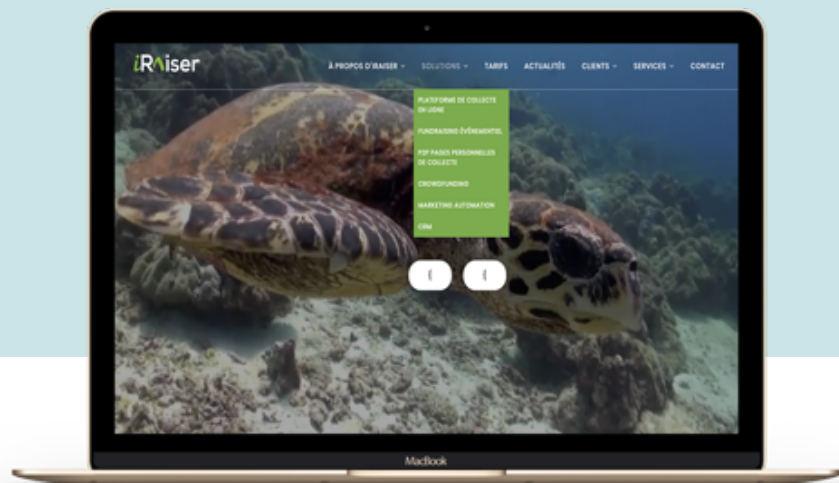 iRaiser
À PROPOS D'IRAISER
SOLUTIONS
TARIFS
ACTUALITÉS
CLIENTS
SERVICES
CONTACT
PLATEFORME DE COLLECTE
EN LIGNE
FUNDRAISING ÉVÉNEMENTIEL
P2P PAGES PERSONNELLES
DE COLLECTE
CROWDFUNDING
MARKETING AUTOMATION
CRM
MacBook